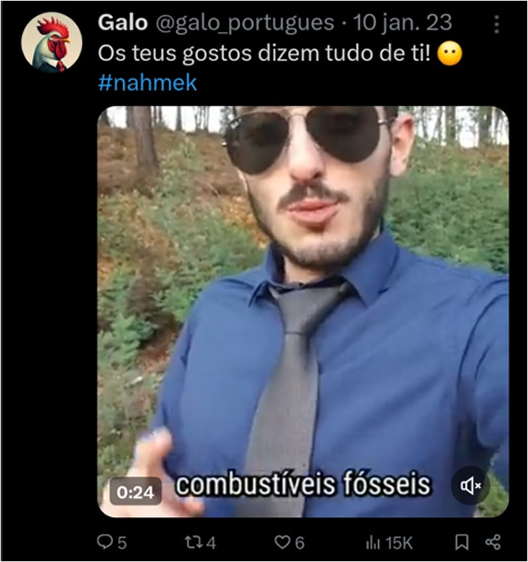 Galo @galo_portugues · 10 jan. 23
Os teus gostos dizem tudo de ti! 😶
#nahmek
combustíveis fósseis
0:24
5 4 6 15K